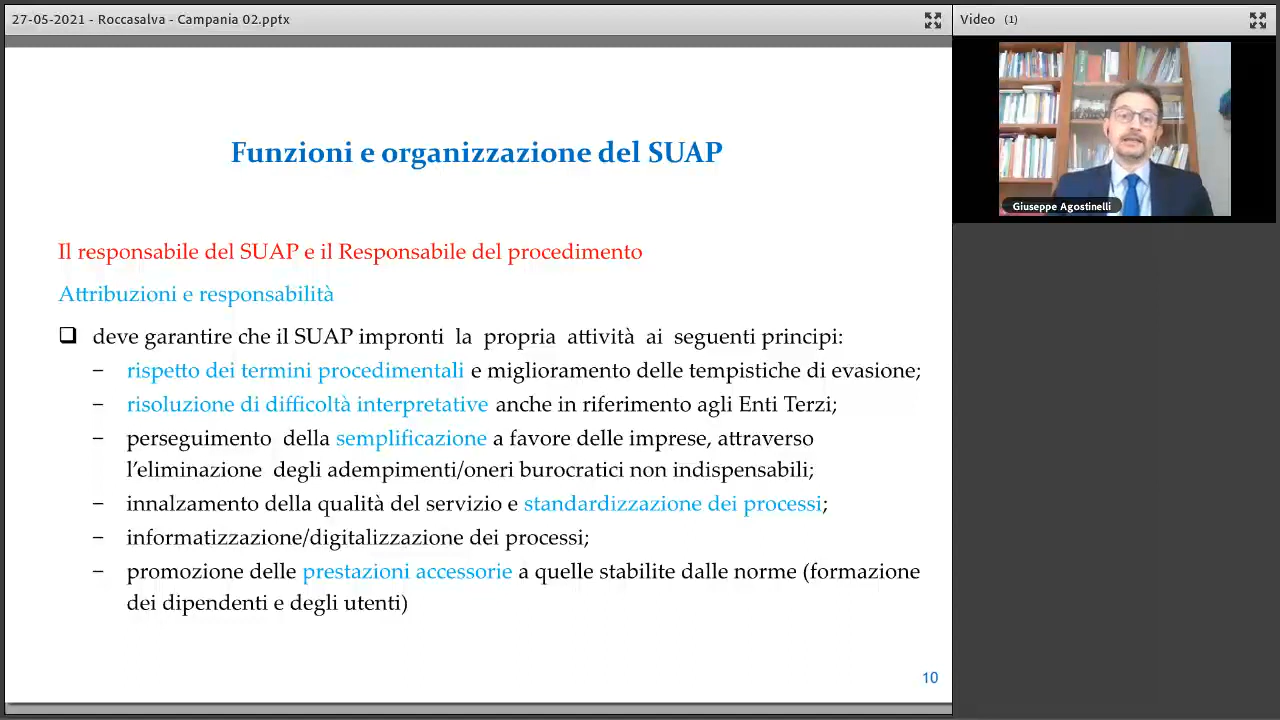 27-05-2021 - Roccasalva - Campania 02.pptx
Video (1)
Giuseppe Agostinelli
Funzioni e organizzazione del SUAP
Il responsabile del SUAP e il Responsabile del procedimento
Attribuzioni e responsabilità
deve garantire che il SUAP impronti la propria attività ai seguenti principi:
– rispetto dei termini procedimentali e miglioramento delle tempistiche di evasione;
– risoluzione di difficoltà interpretative anche in riferimento agli Enti Terzi;
– perseguimento della semplificazione a favore delle imprese, attraverso
l'eliminazione degli adempimenti/oneri burocratici non indispensabili;
– innalzamento della qualità del servizio e standardizzazione dei processi;
– informatizzazione/digitalizzazione dei processi;
– promozione delle prestazioni accessorie a quelle stabilite dalle norme (formazione
dei dipendenti e degli utenti)
10